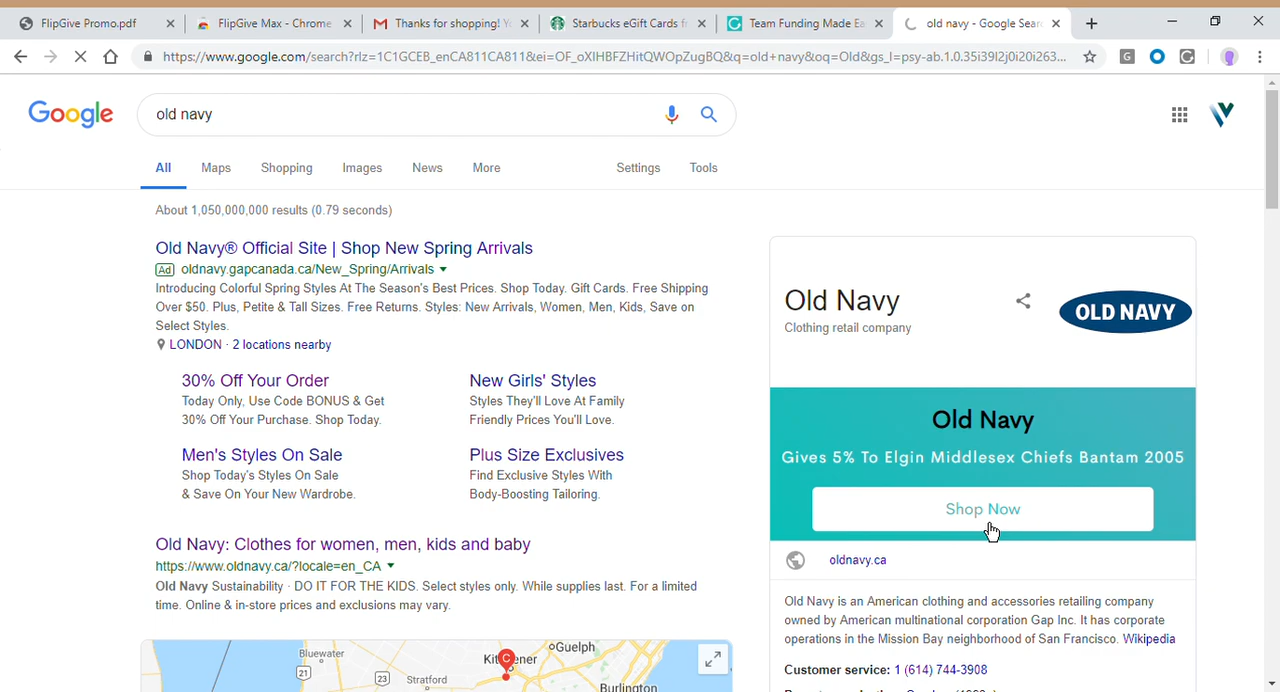 FlipGive Promo.pdf
FlipGive Max - Chrome
Thanks for shopping! Yo
Starbucks eGift Cards fr
Team Funding Made Ea
old navy - Google Searc
https://www.google.com/search?rlz=1C1GCEB_enCA811CA811&ei=OF_oXIHBFZHitQWOpZugBQ&q=old+navy&oq=Old&gs_l=psy-ab.1.0.35i39l2j0i20i263...
Google
old navy
All Maps Shopping Images News More Settings Tools
About 1,050,000,000 results (0.79 seconds)
Old Navy® Official Site | Shop New Spring Arrivals
Ad oldnavy.gapcanada.ca/New_Spring/Arrivals
Introducing Colorful Spring Styles At The Season's Best Prices. Shop Today. Gift Cards. Free Shipping
Over $50. Plus, Petite & Tall Sizes. Free Returns. Styles: New Arrivals, Women, Men, Kids, Save on
Select Styles.
LONDON · 2 locations nearby
30% Off Your Order
Today Only, Use Code BONUS & Get
30% Off Your Purchase. Shop Today.
New Girls' Styles
Styles They'll Love At Family
Friendly Prices You'll Love.
Men's Styles On Sale
Shop Today's Styles On Sale
& Save On Your New Wardrobe.
Plus Size Exclusives
Find Exclusive Styles With
Body-Boosting Tailoring.
Old Navy: Clothes for women, men, kids and baby
https://www.oldnavy.ca/?locale=en_CA
Old Navy Sustainability · DO IT FOR THE KIDS. Select styles only. While supplies last. For a limited
time. Online & in-store prices and exclusions may vary.
Bluewater
21
23
Stratford
C
Guelph
Burlington
Old Navy
Clothing retail company
OLD NAVY
Old Navy
Gives 5% To Elgin Middlesex Chiefs Bantam 2005
Shop Now
oldnavy.ca
Old Navy is an American clothing and accessories retailing company
owned by American multinational corporation Gap Inc. It has corporate
operations in the Mission Bay neighborhood of San Francisco. Wikipedia
Customer service: 1 (614) 744-3908